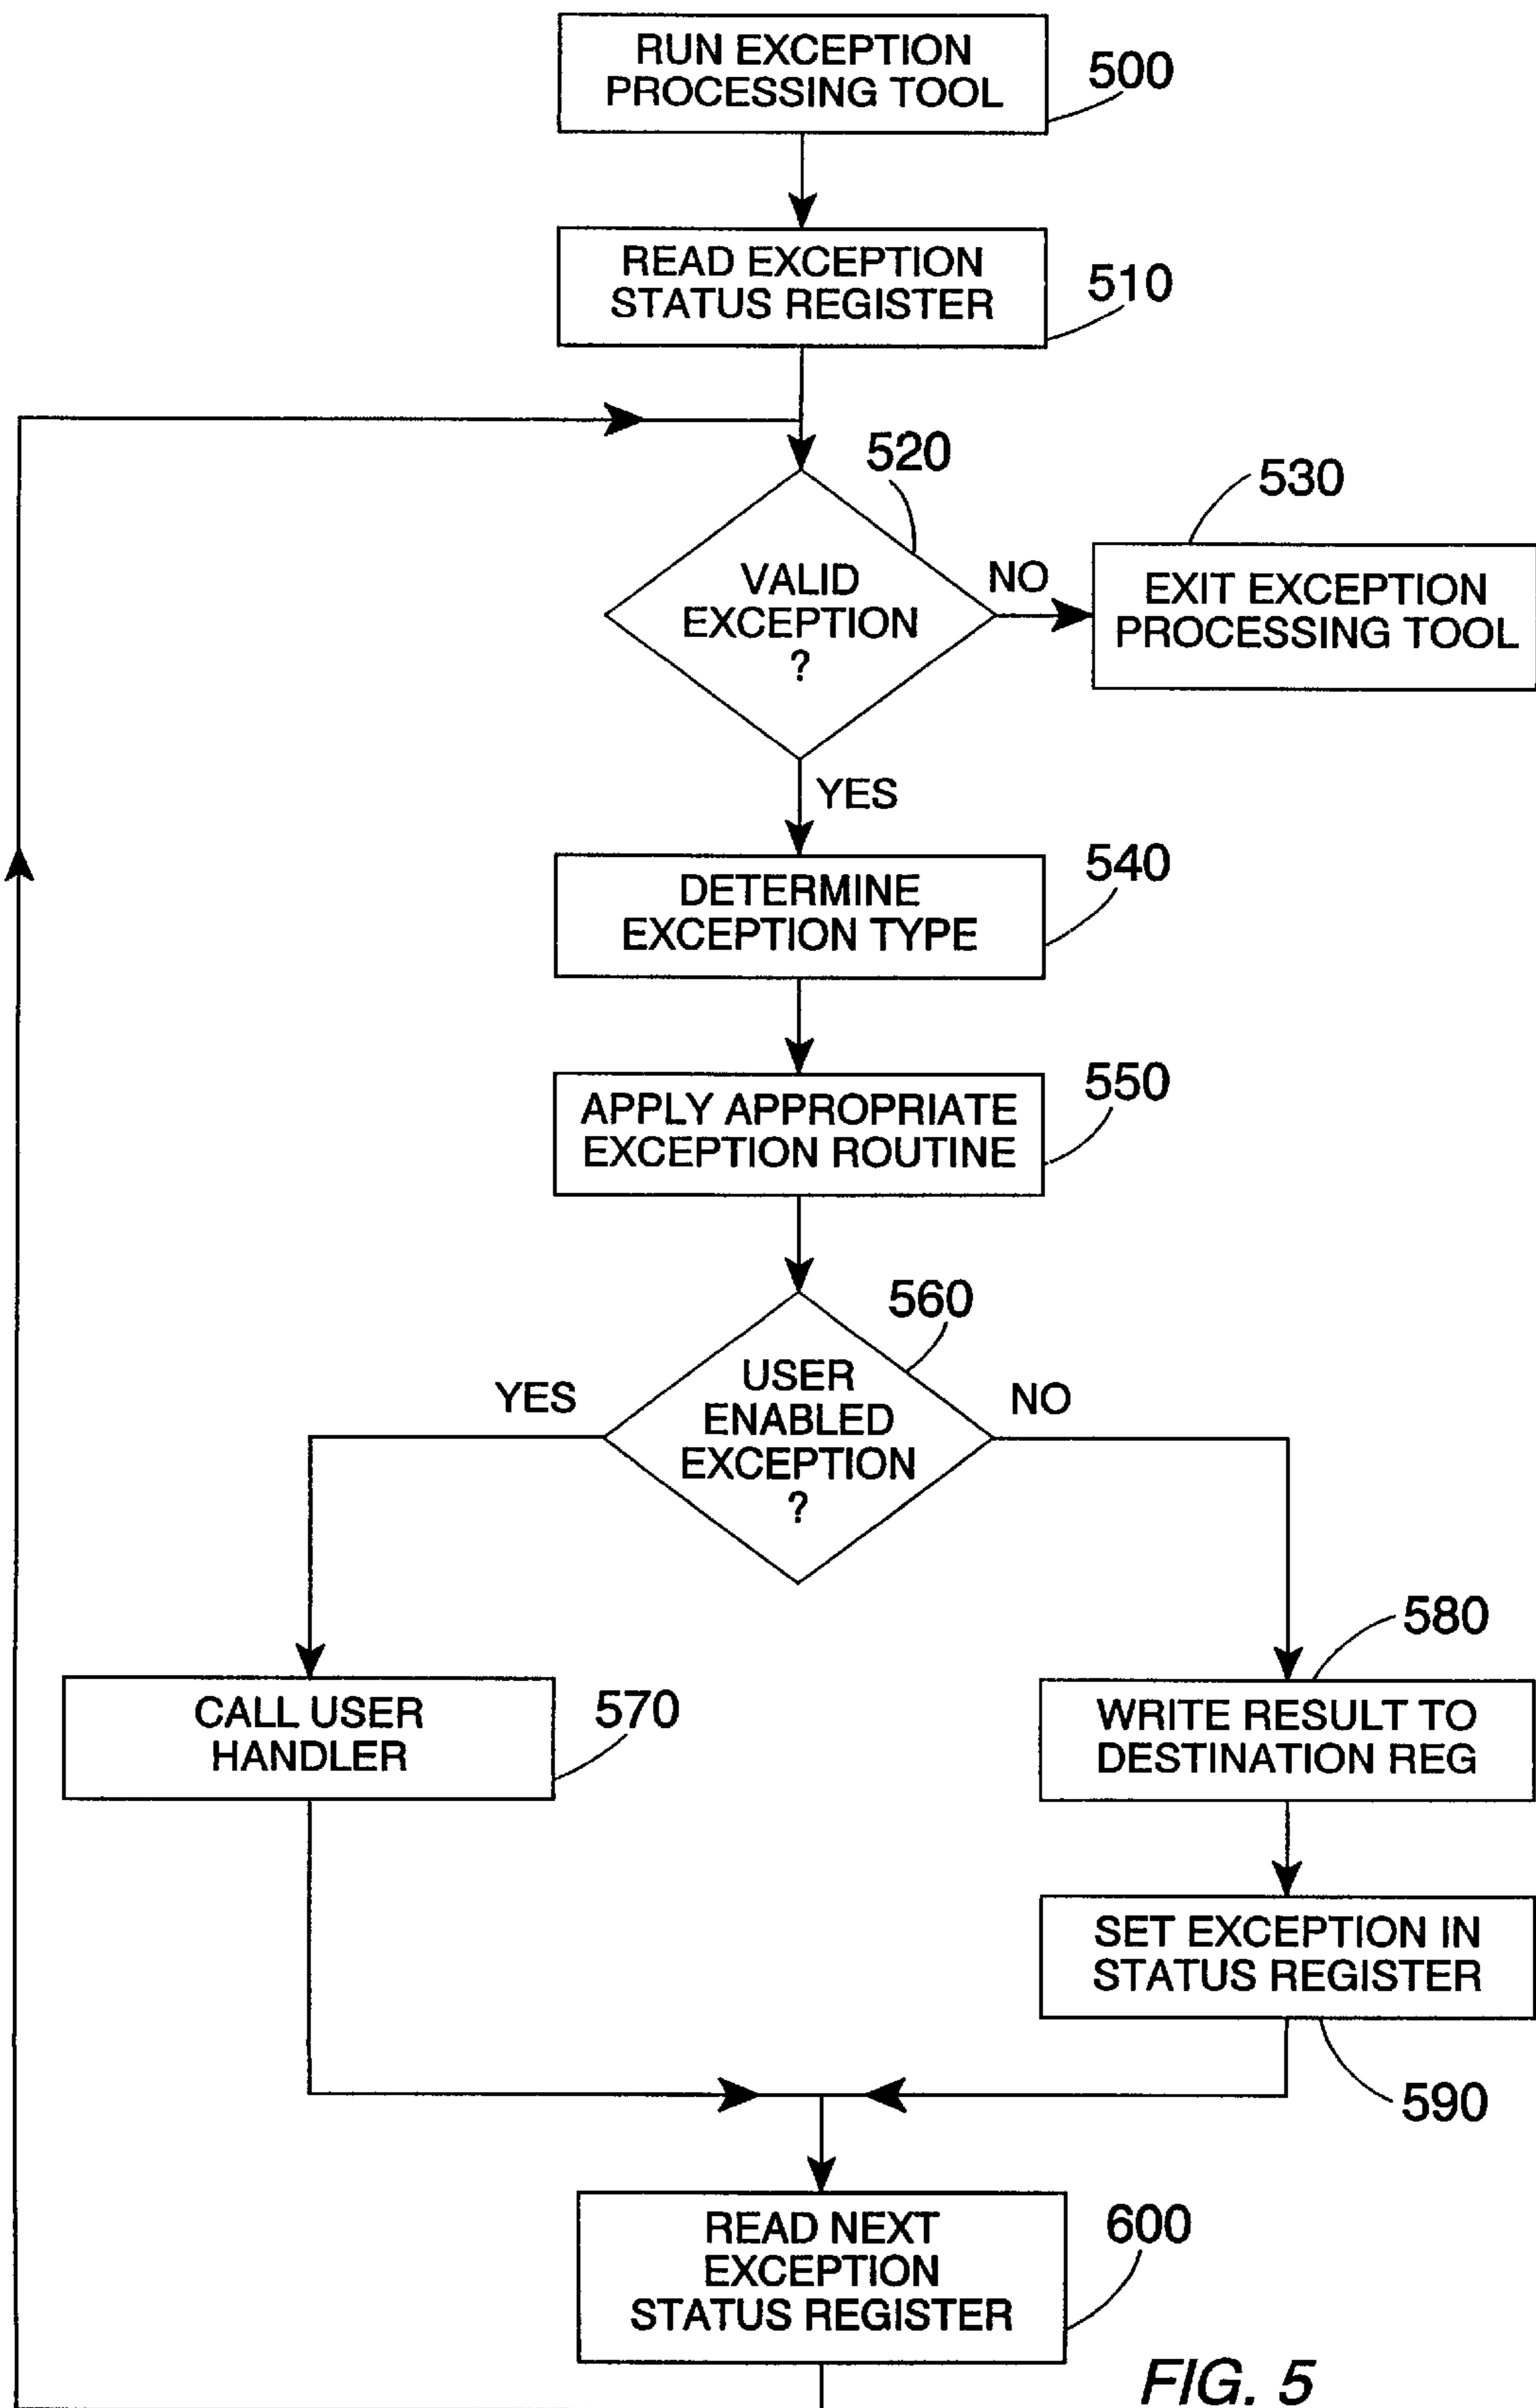 RUN EXCEPTION
PROCESSING TOOL
500
READ EXCEPTION
STATUS REGISTER
510
520
530
VALID
EXCEPTION
?
NO
EXIT EXCEPTION
PROCESSING TOOL
YES
DETERMINE
EXCEPTION TYPE
540
APPLY APPROPRIATE
EXCEPTION ROUTINE
550
560
YES
USER
ENABLED
EXCEPTION
?
NO
580
CALL USER
HANDLER
570
WRITE RESULT TO
DESTINATION REG
SET EXCEPTION IN
STATUS REGISTER
590
READ NEXT
EXCEPTION
STATUS REGISTER
600
FIG. 5